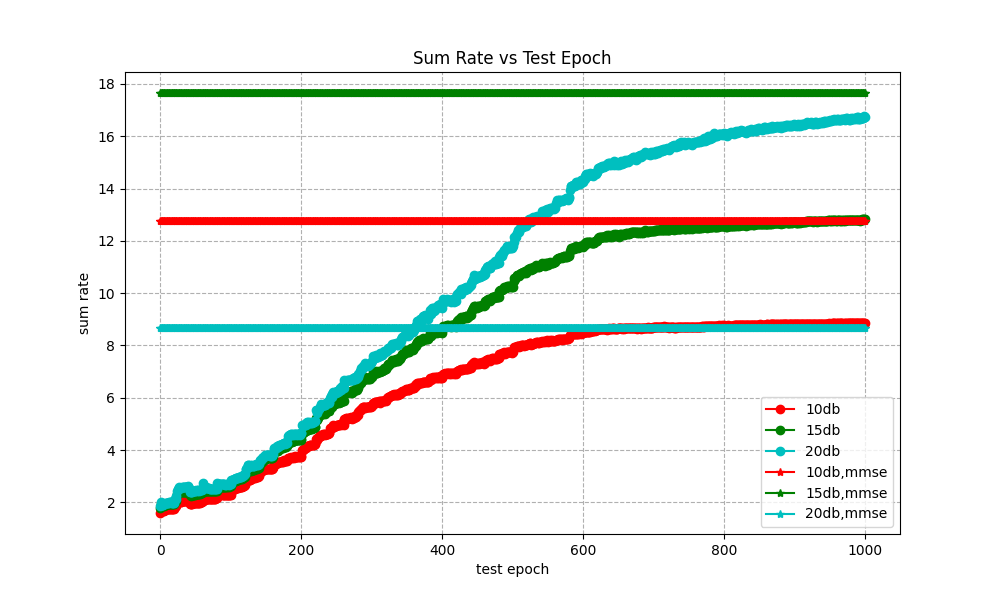 Sum Rate vs Test Epoch
sum rate
18
16
14
12
10
8
6
4
2
0
200
400
600
800
1000
test epoch
10db
15db
20db
10db,mmse
15db,mmse
20db,mmse